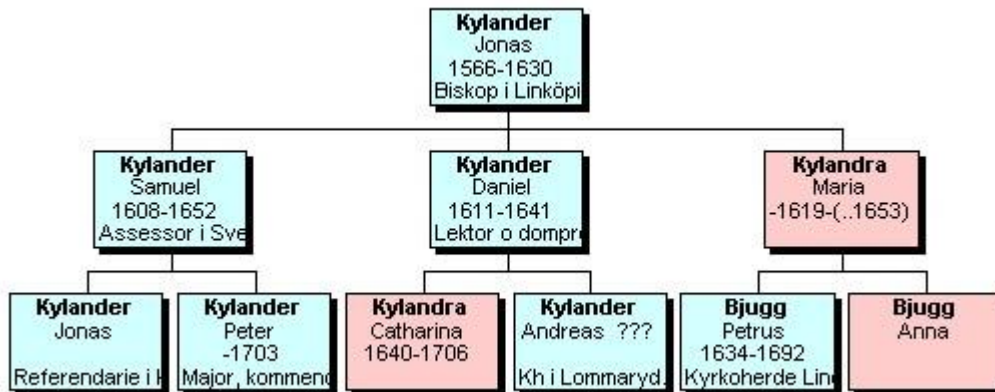 Kylander
Jonas
1566-1630
Biskop i Linköpi
Kylander
Samuel
1608-1652
Assessor i Sve
Kylander
Daniel
1611-1641
Lektor o dompr
Kylandra
Maria
-1619-(..1653)
Kylander
Jonas
Referendarie i
Kylander
Peter
-1703
Major, kommend
Kylandra
Catharina
1640-1706
Kylander
Andreas ???
Kh i Lommaryd.
Bjugg
Petrus
1634-1692
Kyrkoherde Lin
Bjugg
Anna